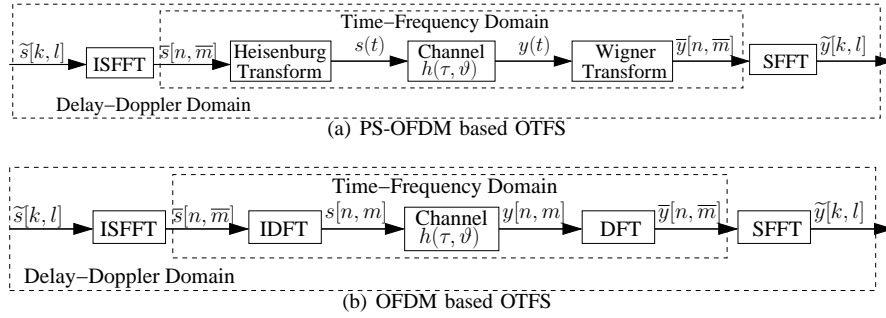 Time−Frequency Domain
s̃[k, l] ISFFT s̅[n, m̅] Heisenburg Transform s(t) Channel h(τ, ϑ) y(t) Wigner Transform y̅[n, m̅] SFFT ỹ[k, l]
Delay−Doppler Domain
(a) PS-OFDM based OTFS
Time−Frequency Domain
s̃[k, l] ISFFT s̅[n, m̅] IDFT s[n, m] Channel h(τ, ϑ) y[n, m] DFT y̅[n, m̅] SFFT ỹ[k, l]
Delay−Doppler Domain
(b) OFDM based OTFS